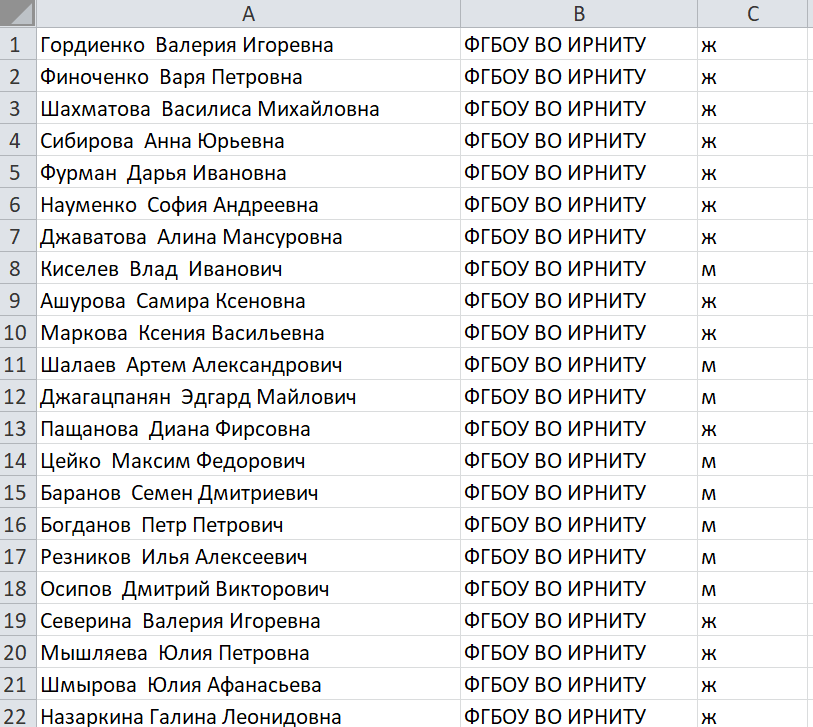 A B C
1 Гордиенко  Валерия Игоревна ФГБОУ ВО ИРНИТУ ж
2 Финоченко  Варя Петровна ФГБОУ ВО ИРНИТУ ж
3 Шахматова  Василиса Михайловна ФГБОУ ВО ИРНИТУ ж
4 Сибирова  Анна Юрьевна ФГБОУ ВО ИРНИТУ ж
5 Фурман  Дарья Ивановна ФГБОУ ВО ИРНИТУ ж
6 Науменко  София Андреевна ФГБОУ ВО ИРНИТУ ж
7 Джаватова  Алина Мансуровна ФГБОУ ВО ИРНИТУ ж
8 Киселев  Влад  Иванович ФГБОУ ВО ИРНИТУ м
9 Ашурова  Самира Ксеновна ФГБОУ ВО ИРНИТУ ж
10 Маркова  Ксения Васильевна ФГБОУ ВО ИРНИТУ ж
11 Шалаев  Артем Александрович ФГБОУ ВО ИРНИТУ м
12 Джагацпанян  Эдгард Майлович ФГБОУ ВО ИРНИТУ м
13 Пащанова  Диана Фирсовна ФГБОУ ВО ИРНИТУ ж
14 Цейко  Максим Федорович ФГБОУ ВО ИРНИТУ м
15 Баранов  Семен Дмитриевич ФГБОУ ВО ИРНИТУ м
16 Богданов  Петр Петрович ФГБОУ ВО ИРНИТУ м
17 Резников  Илья Алексеевич ФГБОУ ВО ИРНИТУ м
18 Осипов  Дмитрий Викторович ФГБОУ ВО ИРНИТУ м
19 Северина  Валерия Игоревна ФГБОУ ВО ИРНИТУ ж
20 Мышляева  Юлия Петровна ФГБОУ ВО ИРНИТУ ж
21 Шмырова  Юлия Афанасьева ФГБОУ ВО ИРНИТУ ж
22 Назаркина Галина Леонидовна ФГБОУ ВО ИРНИТУ ж